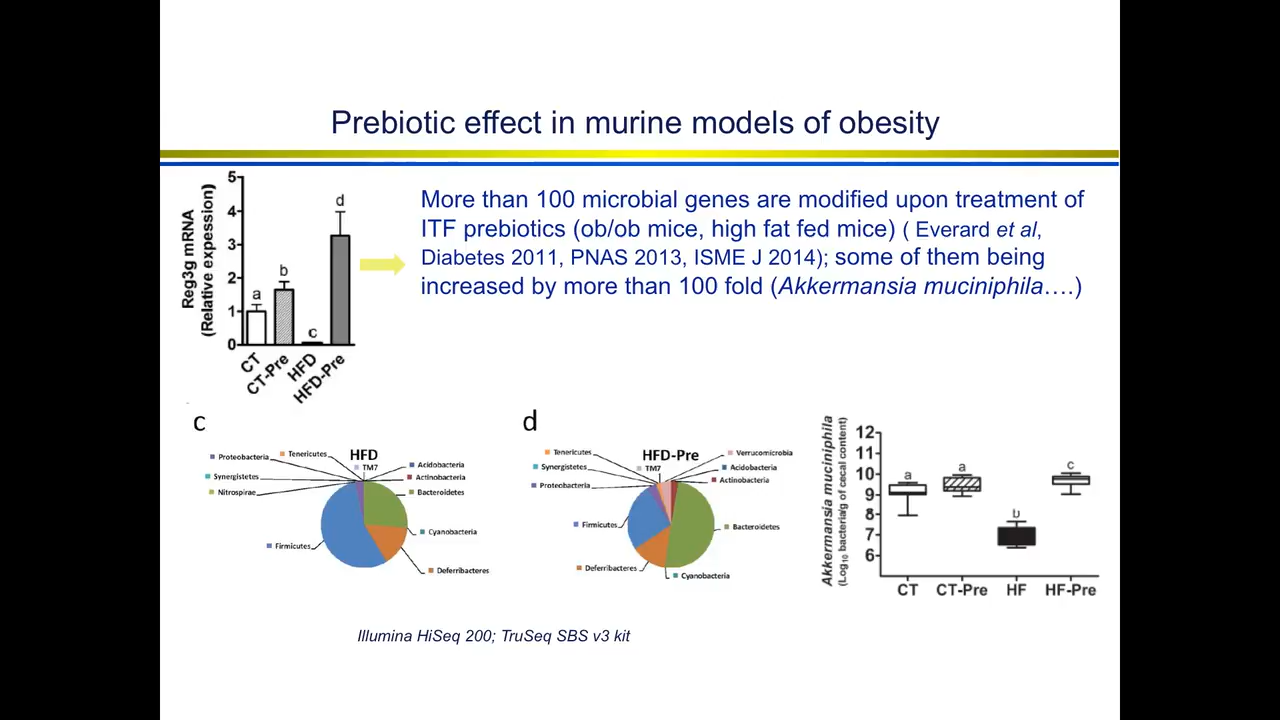 Prebiotic effect in murine models of obesity
More than 100 microbial genes are modified upon treatment of
ITF prebiotics (ob/ob mice, high fat fed mice) ( Everard et al,
Diabetes 2011, PNAS 2013, ISME J 2014); some of them being
increased by more than 100 fold (Akkermansia muciniphila….)
Reg3g mRNA
(Relative expession)
5
4
3
2
1
0
a
b
c
d
CT
CT-Pre
HFD
HFD-Pre
c
HFD
Proteobacteria
Tenericutes
TM7
Acidobacteria
Synergistetes
Actinobacteria
Nitrospirae
Bacteroidetes
Cyanobacteria
Firmicutes
Deferribacteres
d
HFD-Pre
Tenericutes
Verrucomicrobia
Synergistetes
TM7
Acidobacteria
Proteobacteria
Actinobacteria
Firmicutes
Bacteroidetes
Deferribacteres
Cyanobacteria
Akkermansia muciniphila
(Log10 bacteria/g of cecal content)
12
11
10
9
8
7
6
a
a
b
c
CT
CT-Pre
HF
HF-Pre
Illumina HiSeq 200; TruSeq SBS v3 kit